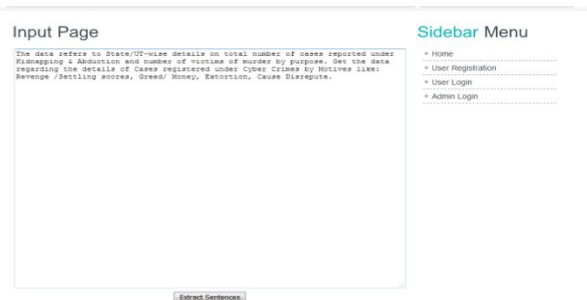 Input Page
The data refers to State/UT-wise details on total number of cases reported under
Kidnapping & Abduction and number of victims of murder by purpose. Get the data
regarding the details of Cases registered under Cyber Crimes by Motives like:
Revenge /Settling scores, Greed/ Money, Extortion, Cause Disrepute.
Extract Sentences
Sidebar Menu
Home
User Registration
User Login
Admin Login